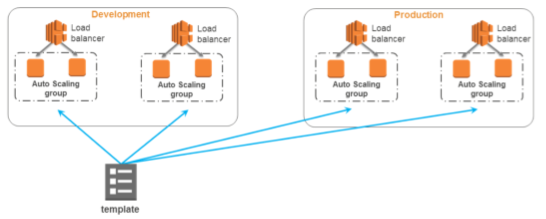 Development
Production
Load
balancer
Load
balancer
Load
balancer
Load
balancer
Auto Scaling
group
Auto Scaling
group
Auto Scaling
group
Auto Scaling
group
template